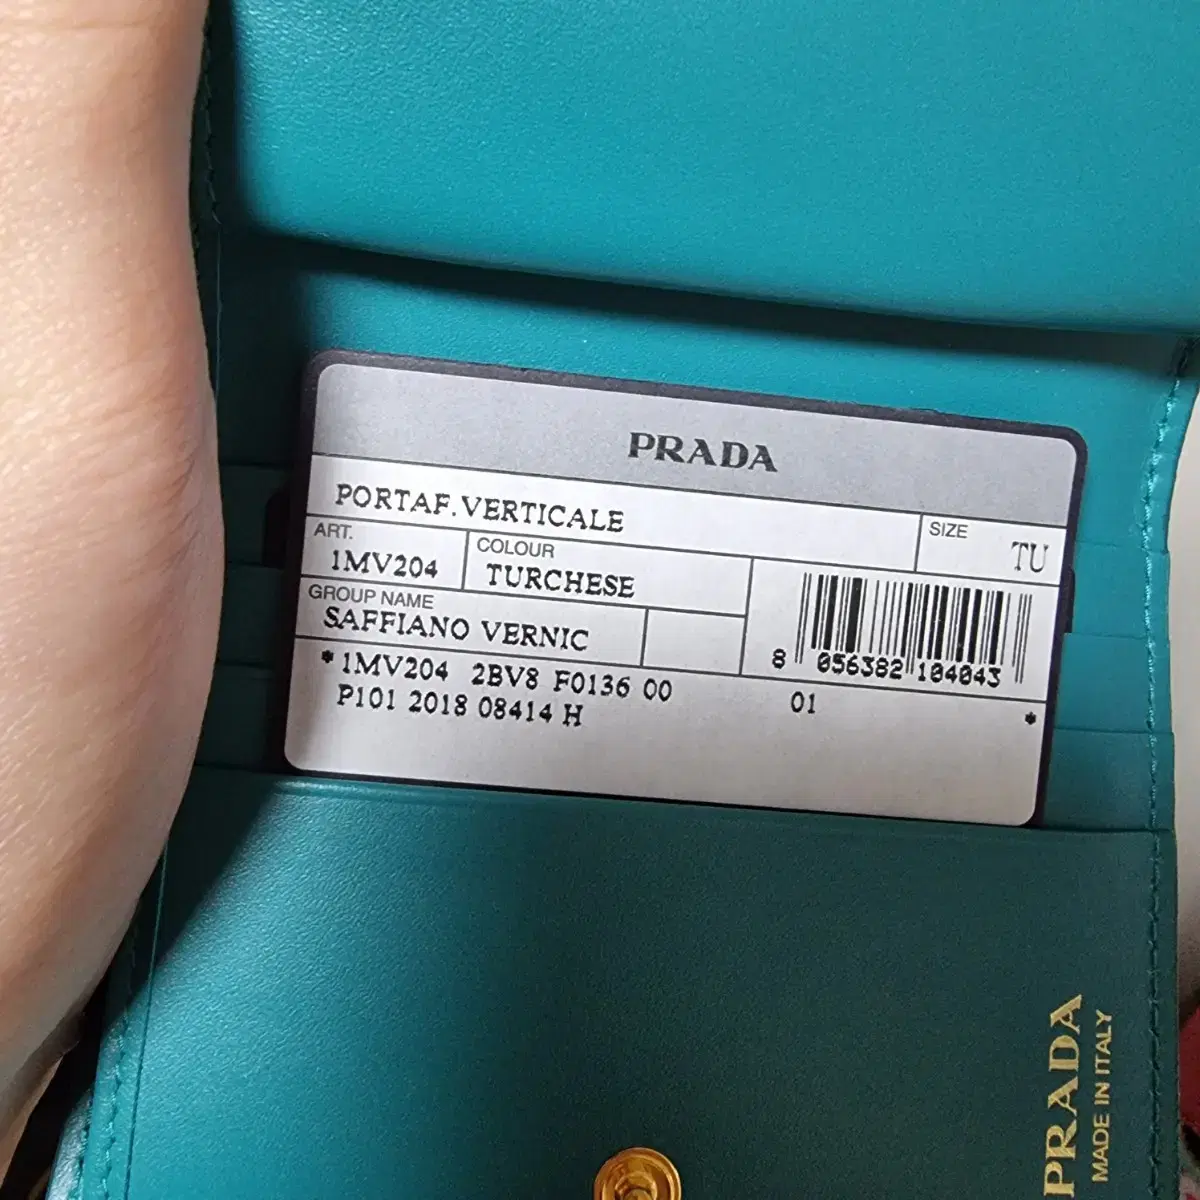 PRADA
PORTAF.VERTICALE
SIZE
TU
ART.
1MV204
COLOUR
TURCHESE
GROUP NAME
SAFFIANO VERNIC
8 056382 104043
*1MV204 2BV8 F0136 00 01 *
P101 2018 08414 H
PRADA
MADE IN ITALY